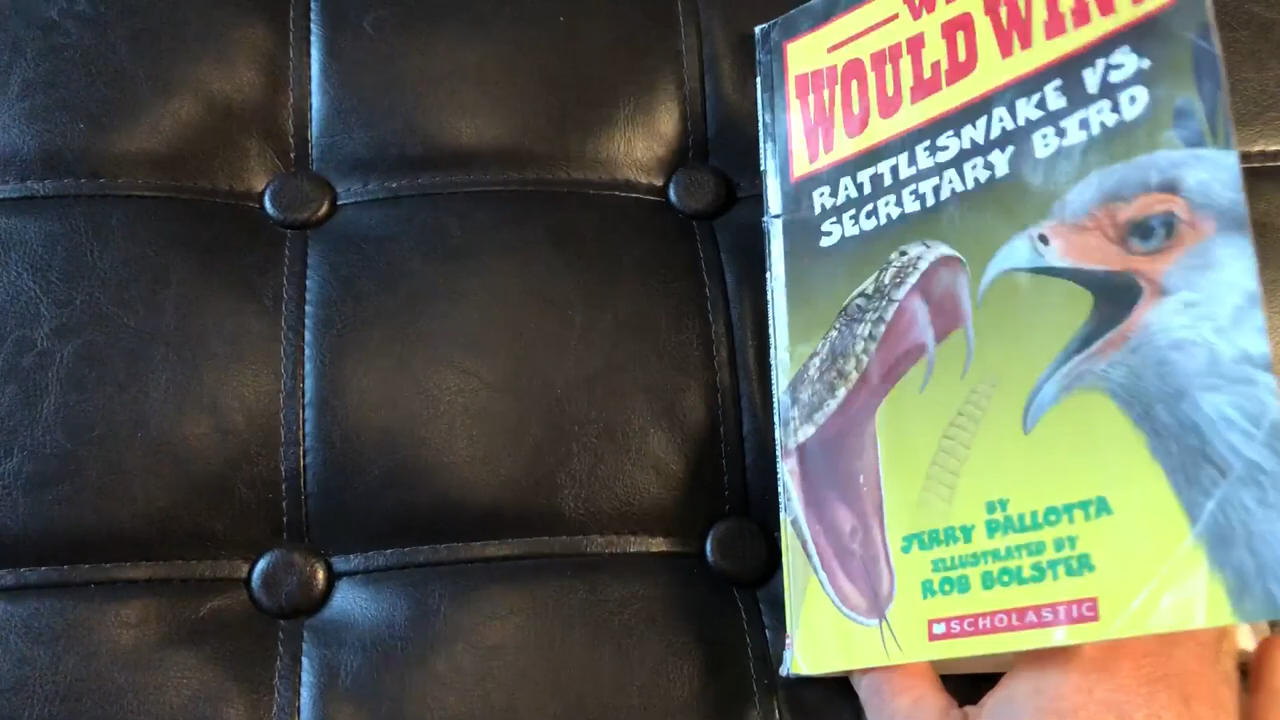 WOULD WIN?
RATTLESNAKE VS.
SECRETARY BIRD
BY
JERRY PALLOTTA
ILLUSTRATED BY
ROB BOLSTER
SCHOLASTIC